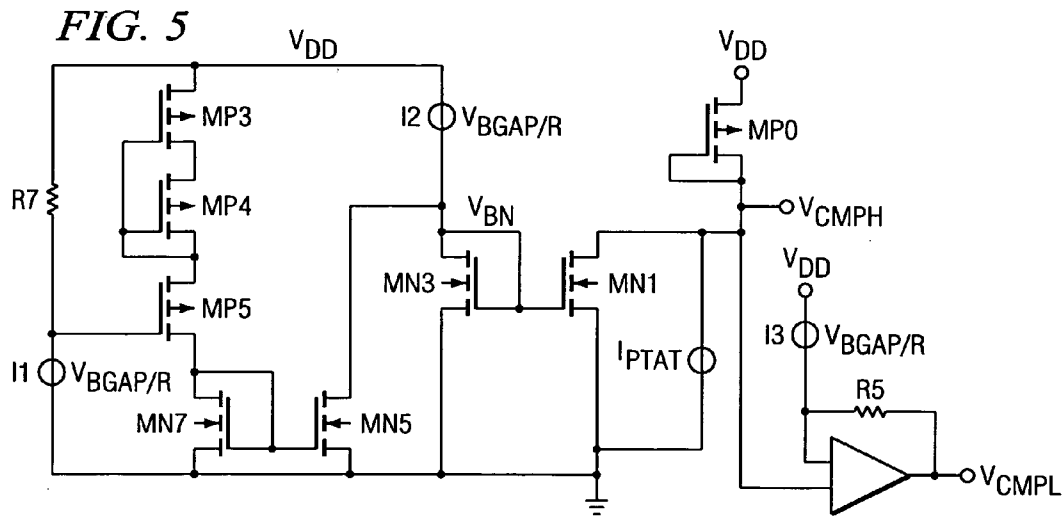 FIG. 5
VDD
VDD
MP3
I2
VBGAP/R
MP0
R7
MP4
VBN
VCMPH
MP5
MN3
MN1
VDD
I1
VBGAP/R
IPTAT
I3
VBGAP/R
MN7
MN5
R5
VCMPL